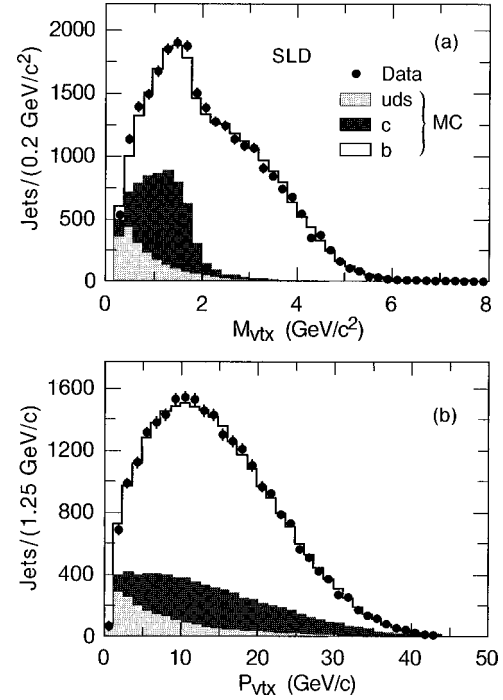 (a)
SLD
Data
uds
c
b
MC
Jets/(0.2 GeV/c²)
2000
1500
1000
500
0
0 2 4 6 8
Mvtx (GeV/c²)
(b)
Jets/(1.25 GeV/c)
1600
1200
800
400
0
0 10 20 30 40 50
Pvtx (GeV/c)